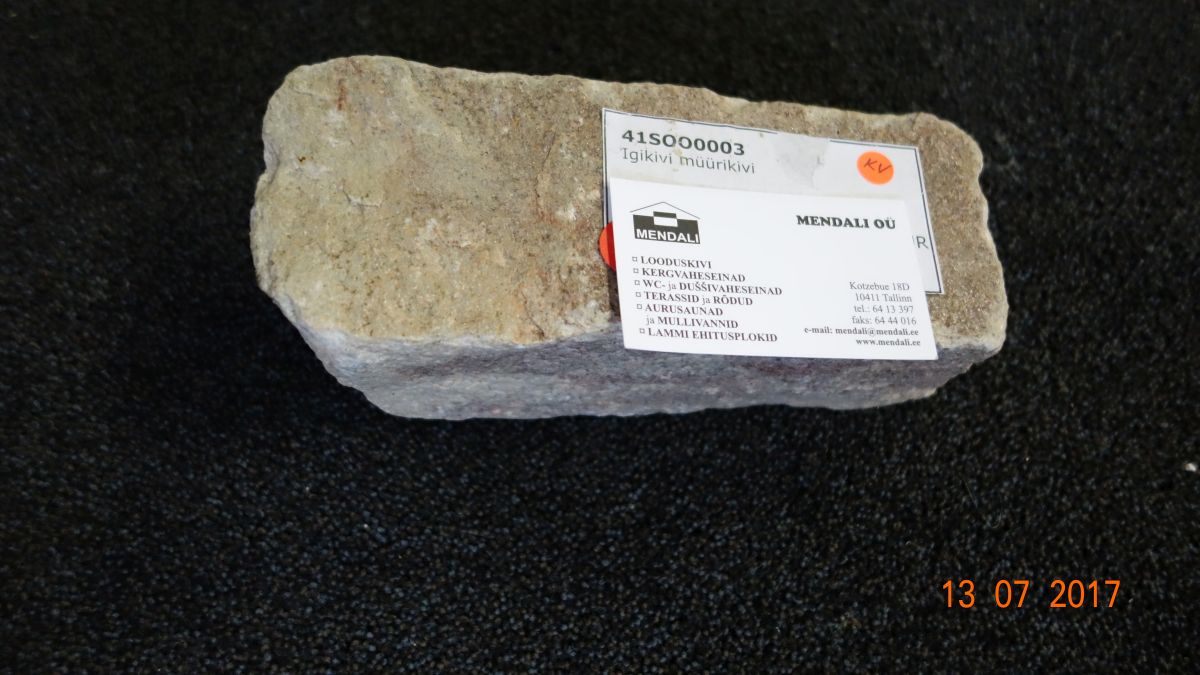 41SOO0003
Igikivi müürikivi
KV
MENDALI
MENDALI OÜ
¤ LOODUSKIVI
¤ KERGVAHESEINAD
¤ WC- ja DUŠŠIVAHESEINAD
¤ TERASSID ja RÕDUD
¤ AURUSAUNAD
ja MULLIVANNID
¤ LAMMI EHITUSPLOKID
Kotzebue 18D
10411 Tallinn
tel.: 64 13 397
faks: 64 44 016
e-mail: mendali@mendali.ee
www.mendali.ee
13 07 2017